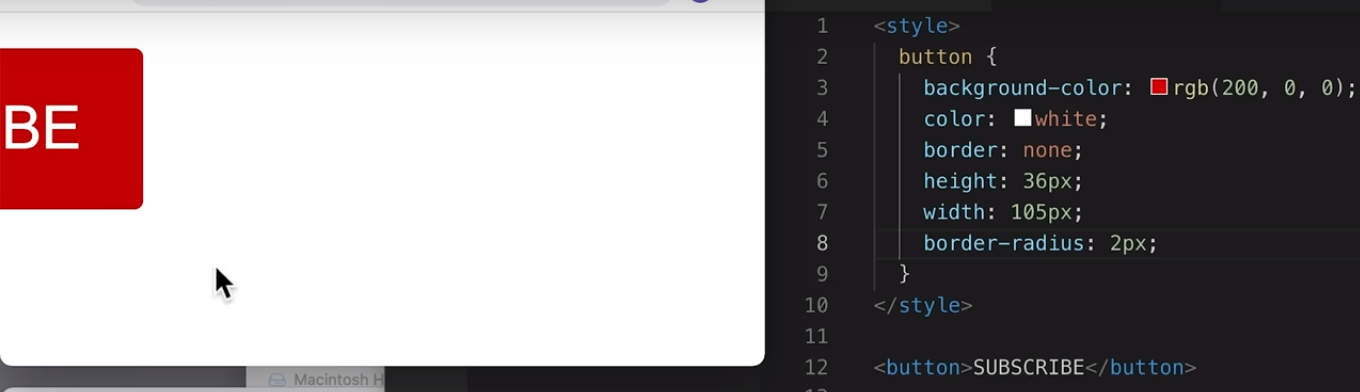 BE
Macintosh H
1 <style>
2 button {
3 background-color: rgb(200, 0, 0);
4 color: white;
5 border: none;
6 height: 36px;
7 width: 105px;
8 border-radius: 2px;
9 }
10 </style>
11
12 <button>SUBSCRIBE</button>